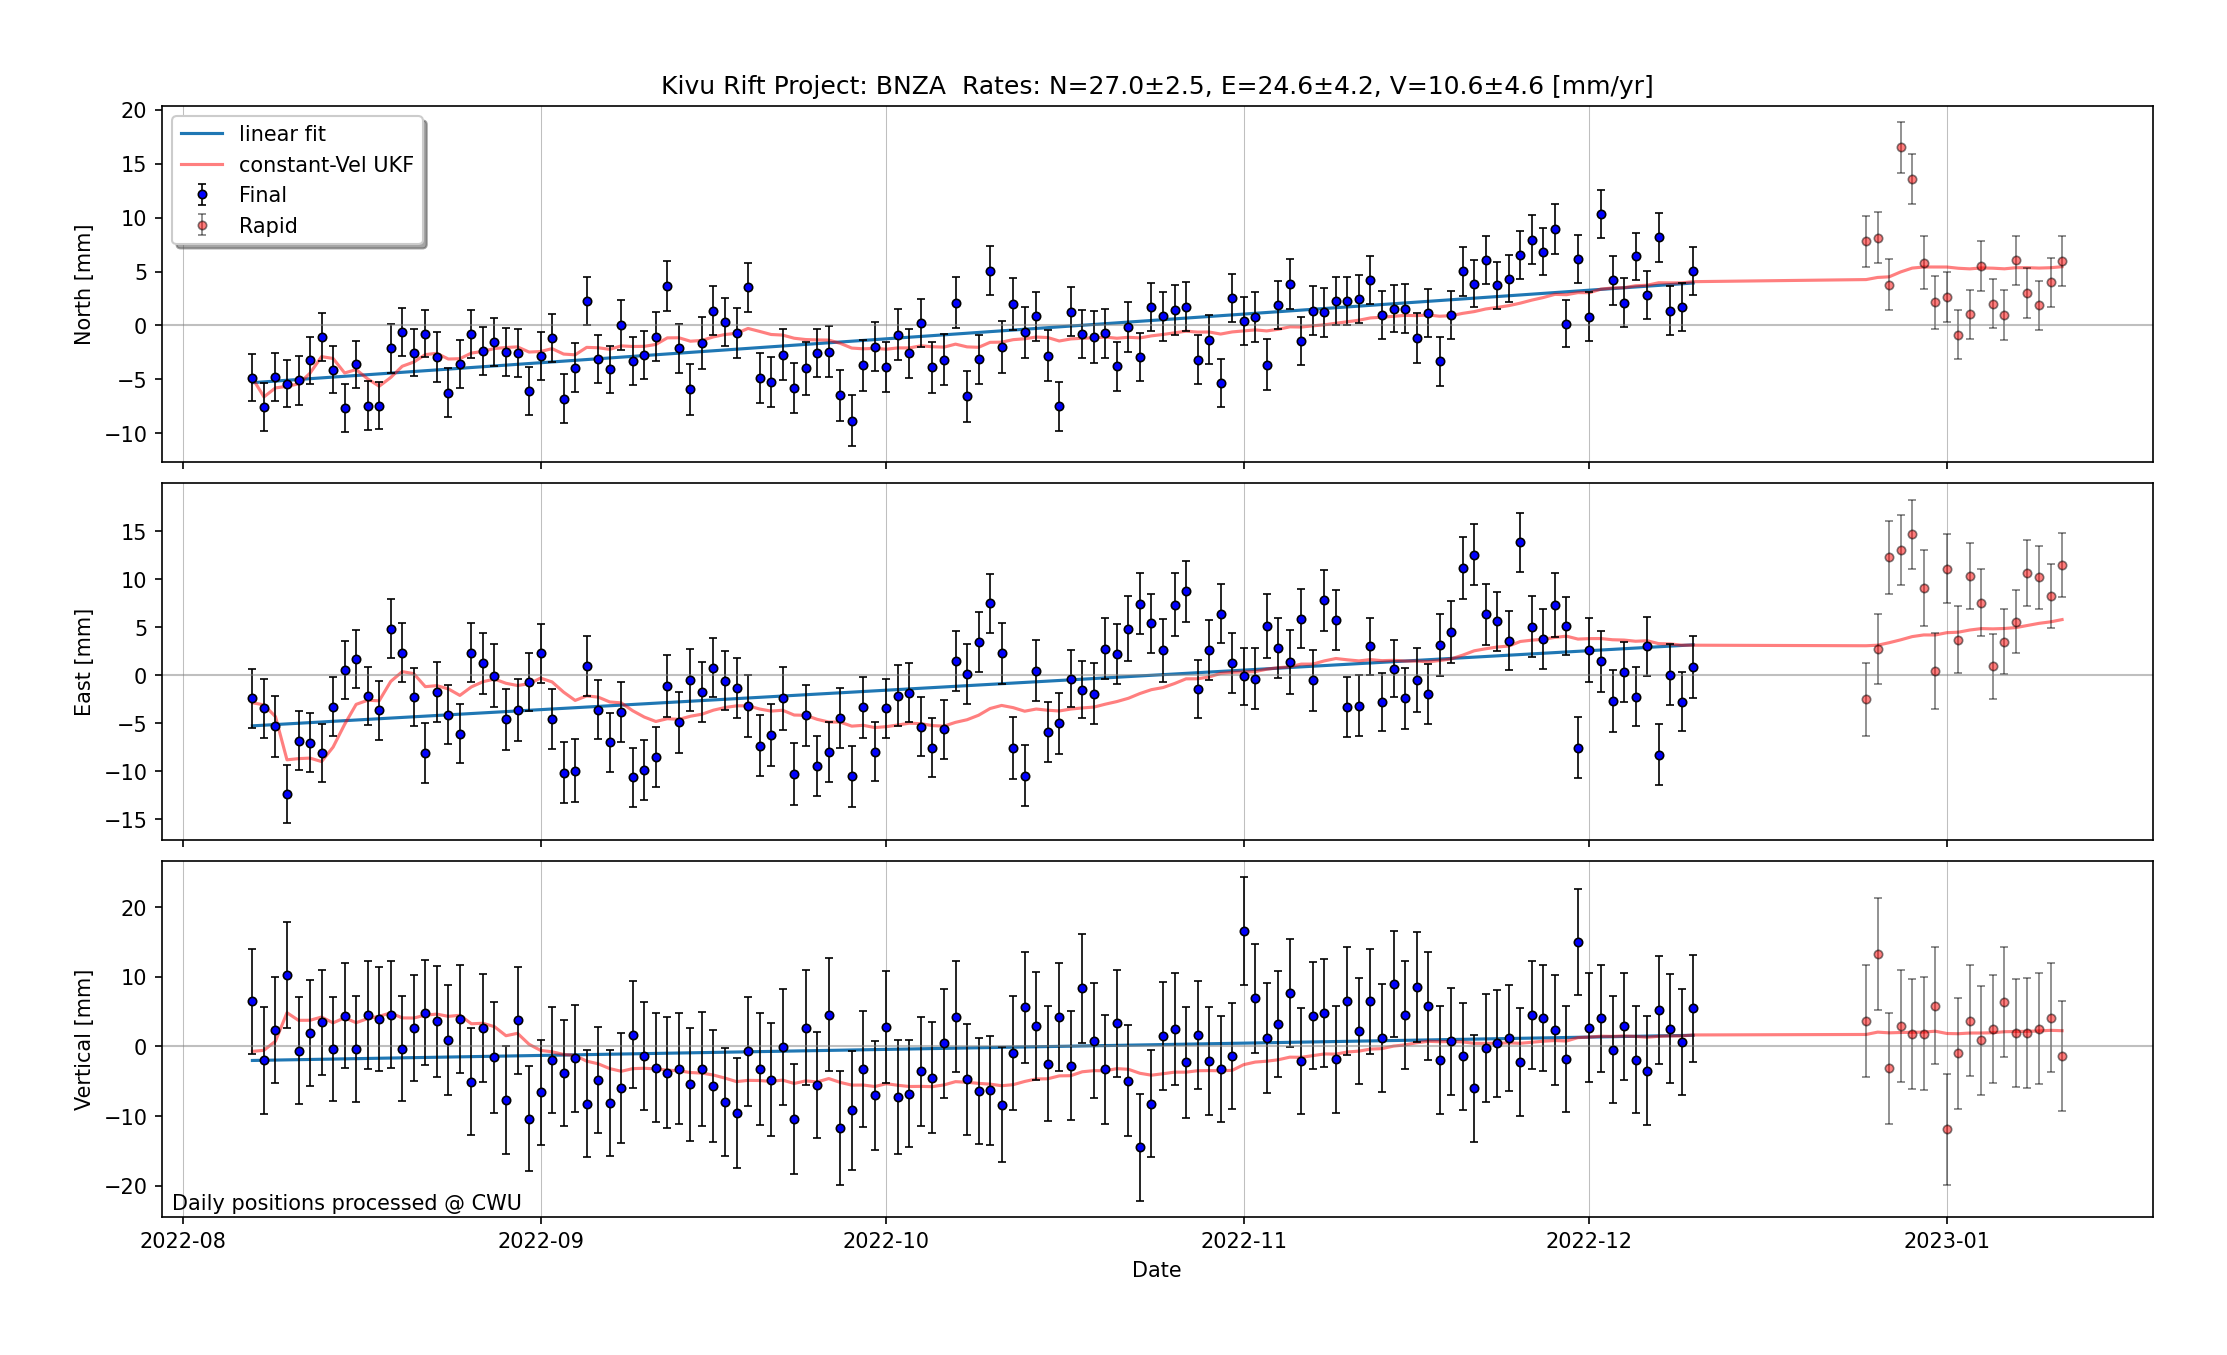 Kivu Rift Project: BNZA  Rates: N=27.0±2.5, E=24.6±4.2, V=10.6±4.6 [mm/yr]
linear fit
constant-Vel UKF
Final
Rapid
North [mm]
20
15
10
5
0
−5
−10
East [mm]
15
10
5
0
−5
−10
−15
Vertical [mm]
20
10
0
−10
−20
Daily positions processed @ CWU
2022-08 2022-09 2022-10 2022-11 2022-12 2023-01
Date